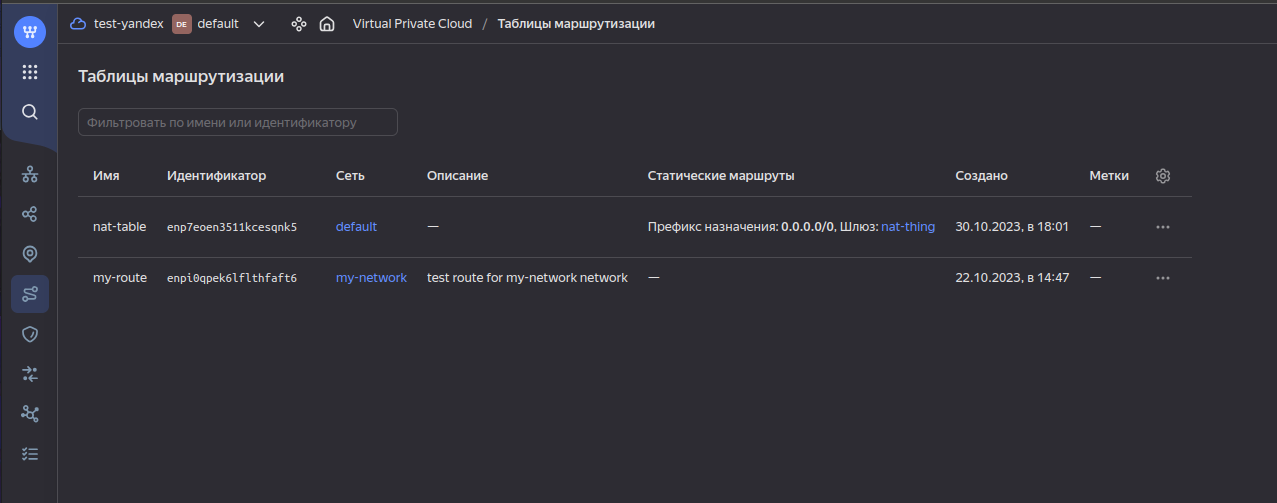 test-yandex DE default Virtual Private Cloud / Таблицы маршрутизации
Таблицы маршрутизации
Фильтровать по имени или идентификатору
Имя Идентификатор Сеть Описание Статические маршруты Создано Метки
nat-table enp7eoen3511kcesqnk5 default — Префикс назначения: 0.0.0.0/0, Шлюз: nat-thing 30.10.2023, в 18:01 —
my-route enpi0qpek6lflthfaft6 my-network test route for my-network network — 22.10.2023, в 14:47 —